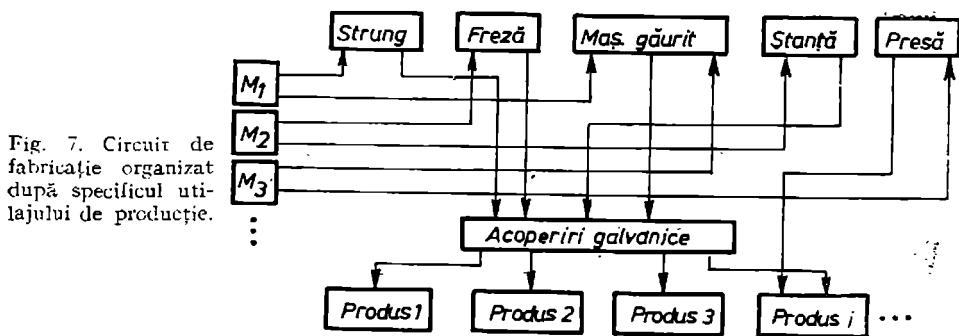 Strung
Freză
Maș. găurit
Ștanță
Presă
M1
M2
M3
Fig. 7. Circuit de
fabricație organizat
după specificul uti-
lajului de producție.
Acoperiri galvanice
Produs 1
Produs 2
Produs 3
Produs i ...